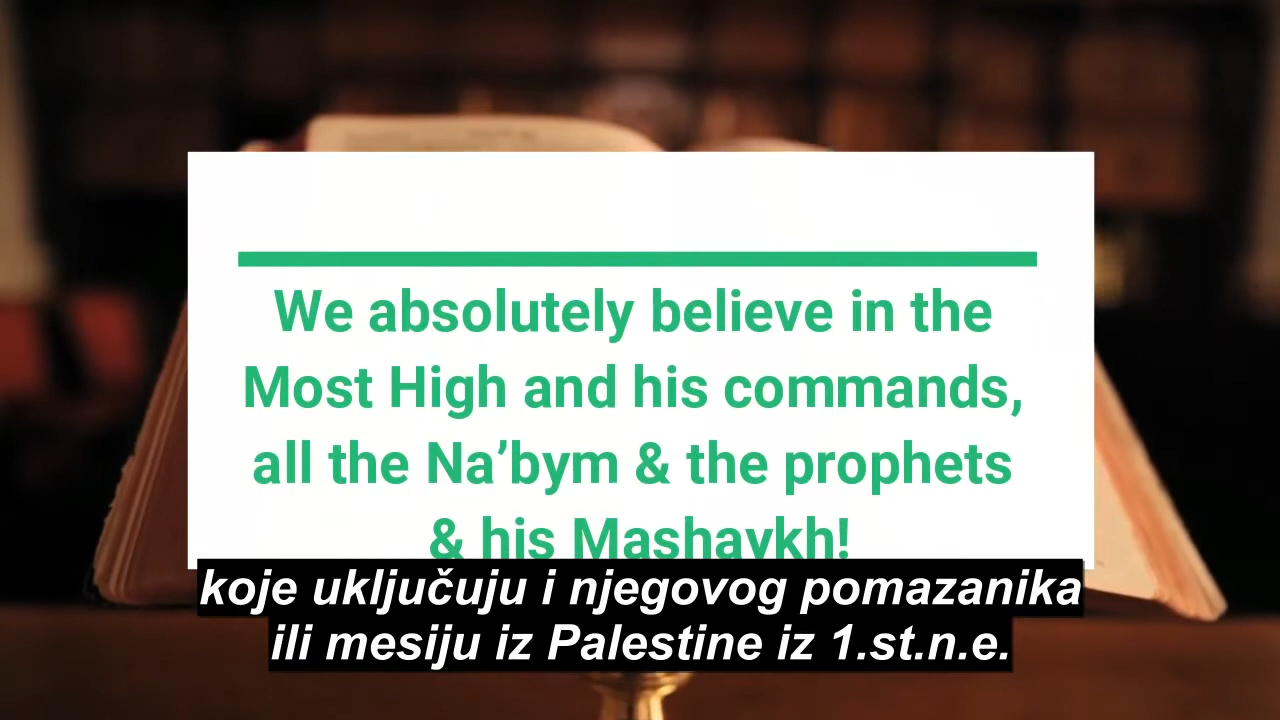 We absolutely believe in the
Most High and his commands,
all the Na’bym & the prophets
& his Mashaykh!
koje uključuju i njegovog pomazanika
ili mesiju iz Palestine iz 1.st.n.e.